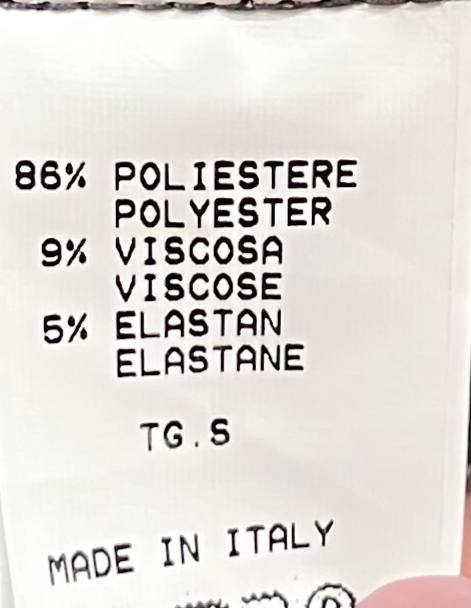 86% POLIESTERE
POLYESTER
9% VISCOSA
VISCOSE
5% ELASTAN
ELASTANE
TG.S
MADE IN ITALY